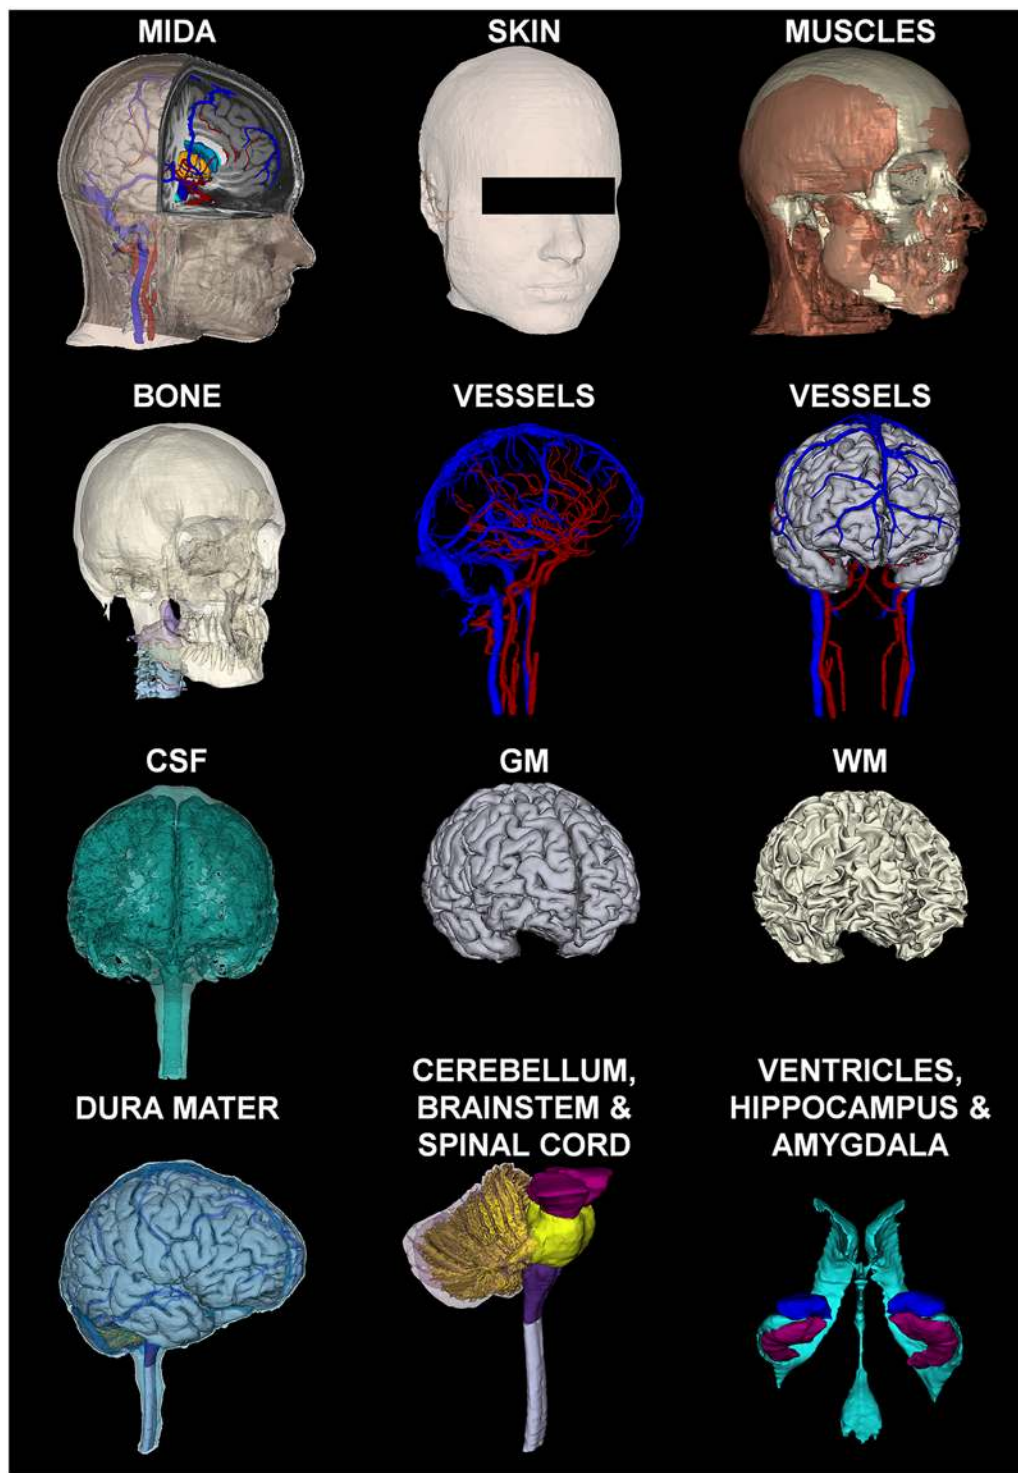 MIDA
SKIN
MUSCLES
BONE
VESSELS
VESSELS
CSF
GM
WM
DURA MATER
CEREBELLUM,
BRAINSTEM &
SPINAL CORD
VENTRICLES,
HIPPOCAMPUS &
AMYGDALA